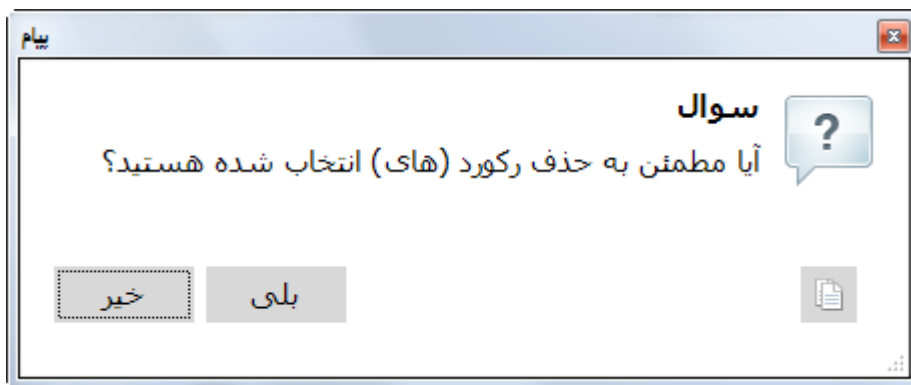 پیام
سوال
آیا مطمئن به حذف رکورد (های) انتخاب شده هستید؟
بلی
خیر